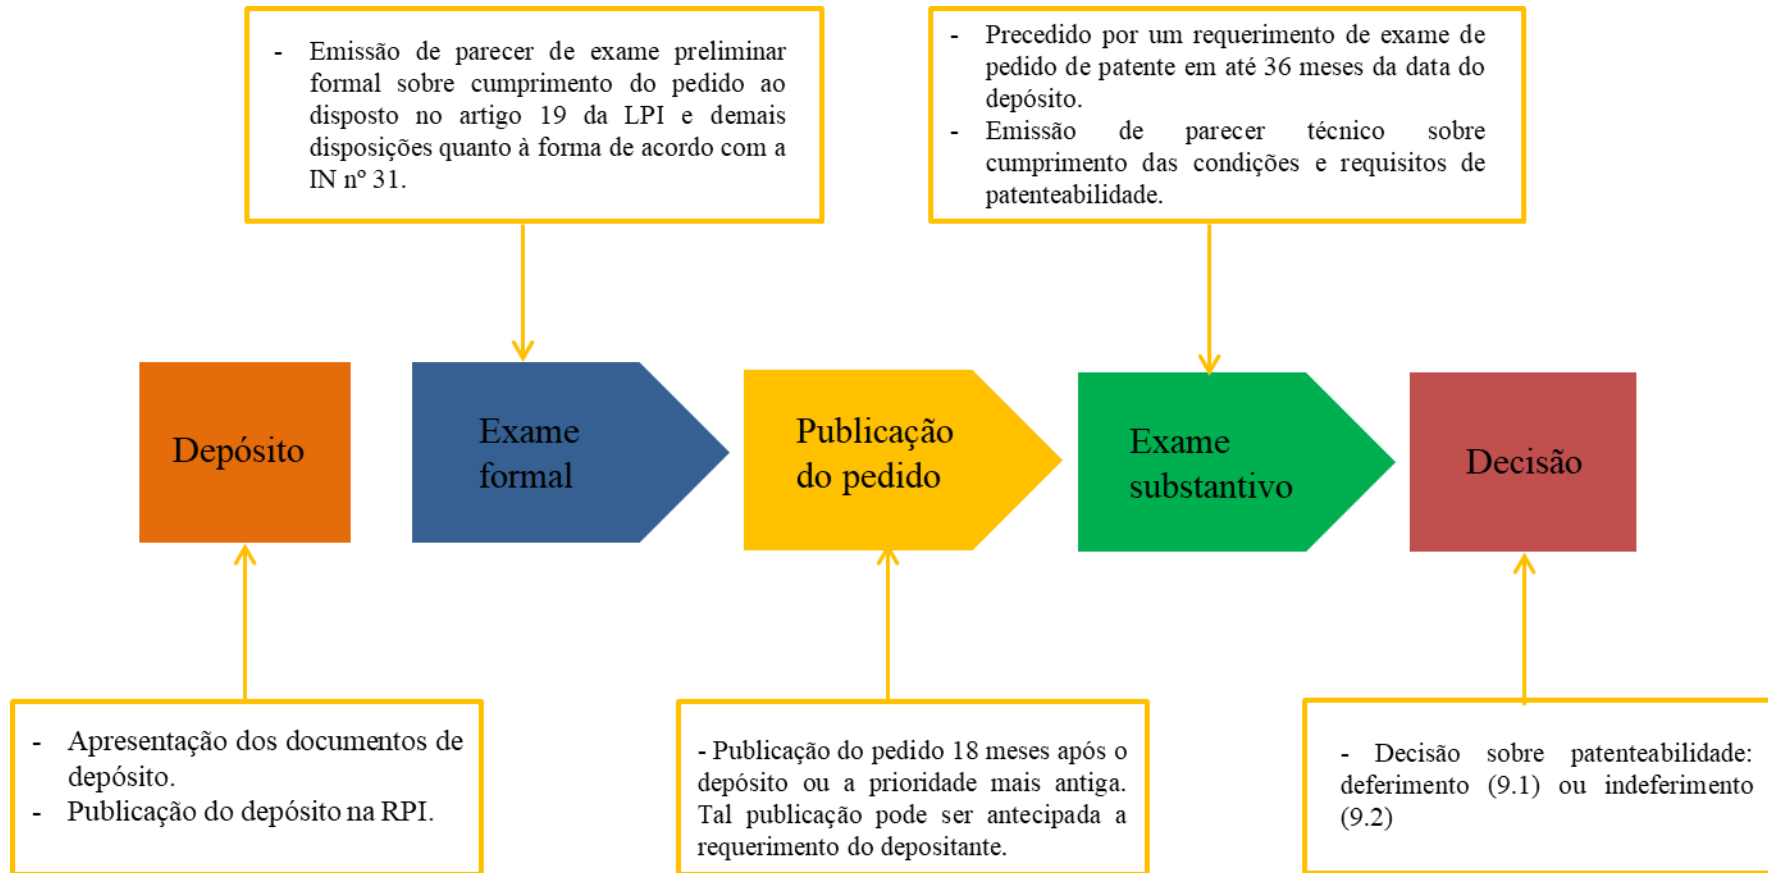 - Emissão de parecer de exame preliminar
formal sobre cumprimento do pedido ao
disposto no artigo 19 da LPI e demais
disposições quanto à forma de acordo com a
IN nº 31.
- Precedido por um requerimento de exame de
pedido de patente em até 36 meses da data do
depósito.
- Emissão de parecer técnico sobre
cumprimento das condições e requisitos de
patenteabilidade.
Depósito
Exame
formal
Publicação
do pedido
Exame
substantivo
Decisão
- Apresentação dos documentos de
depósito.
- Publicação do depósito na RPI.
- Publicação do pedido 18 meses após o
depósito ou a prioridade mais antiga.
Tal publicação pode ser antecipada a
requerimento do depositante.
- Decisão sobre patenteabilidade:
deferimento (9.1) ou indeferimento
(9.2)